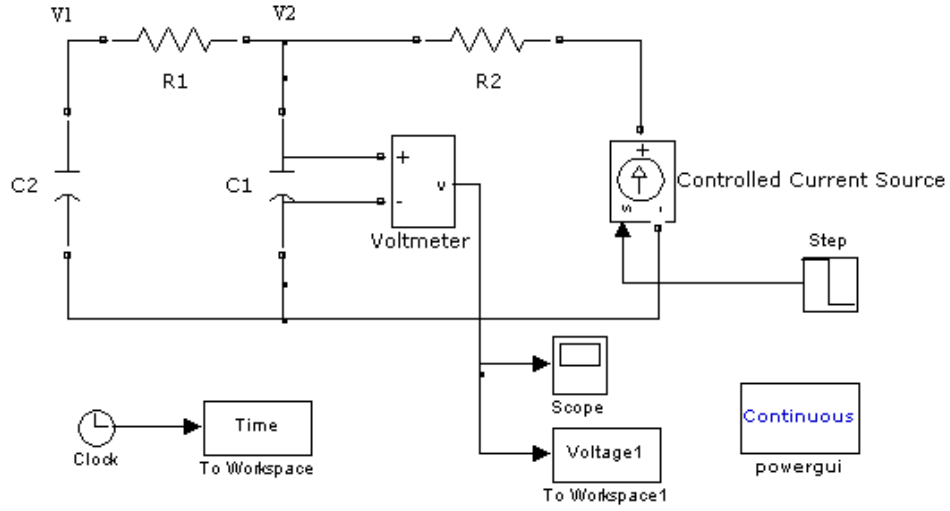 V1
V2
R1
R2
C2
C1
+
-
v
Voltmeter
+
s
-
Controlled Current Source
Step
Scope
Continuous
powergui
Clock
Time
To Workspace
Voltage1
To Workspace1